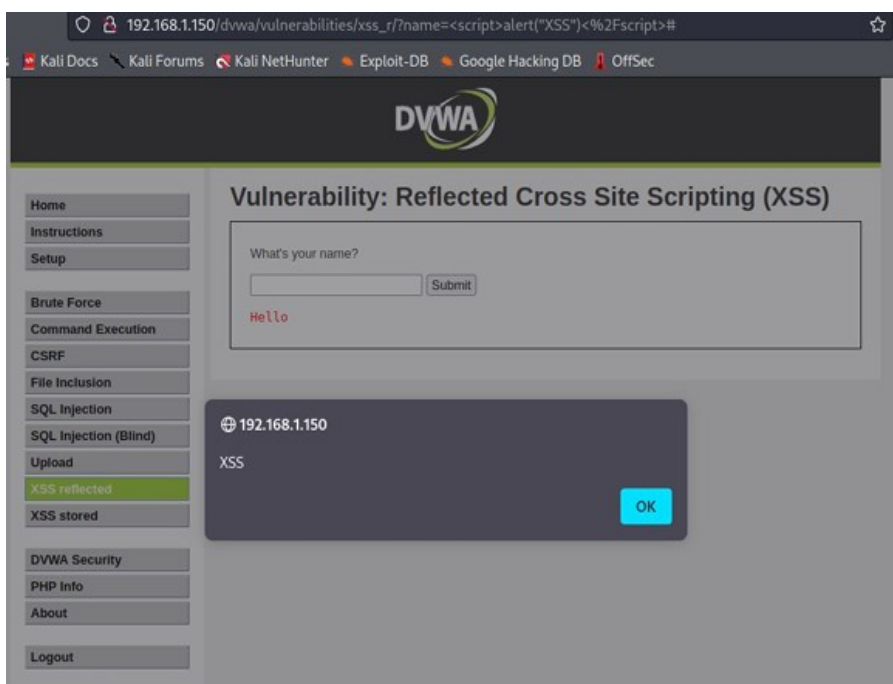 192.168.1.150/dvwa/vulnerabilities/xss_r/?name=<script>alert("XSS")<%2Fscript>#
Kali Docs Kali Forums Kali NetHunter Exploit-DB Google Hacking DB OffSec
DVWA
Vulnerability: Reflected Cross Site Scripting (XSS)
Home
Instructions
Setup
Brute Force
Command Execution
CSRF
File Inclusion
SQL Injection
SQL Injection (Blind)
Upload
XSS reflected
XSS stored
DVWA Security
PHP Info
About
Logout
What's your name?
Submit
Hello
192.168.1.150
XSS
OK